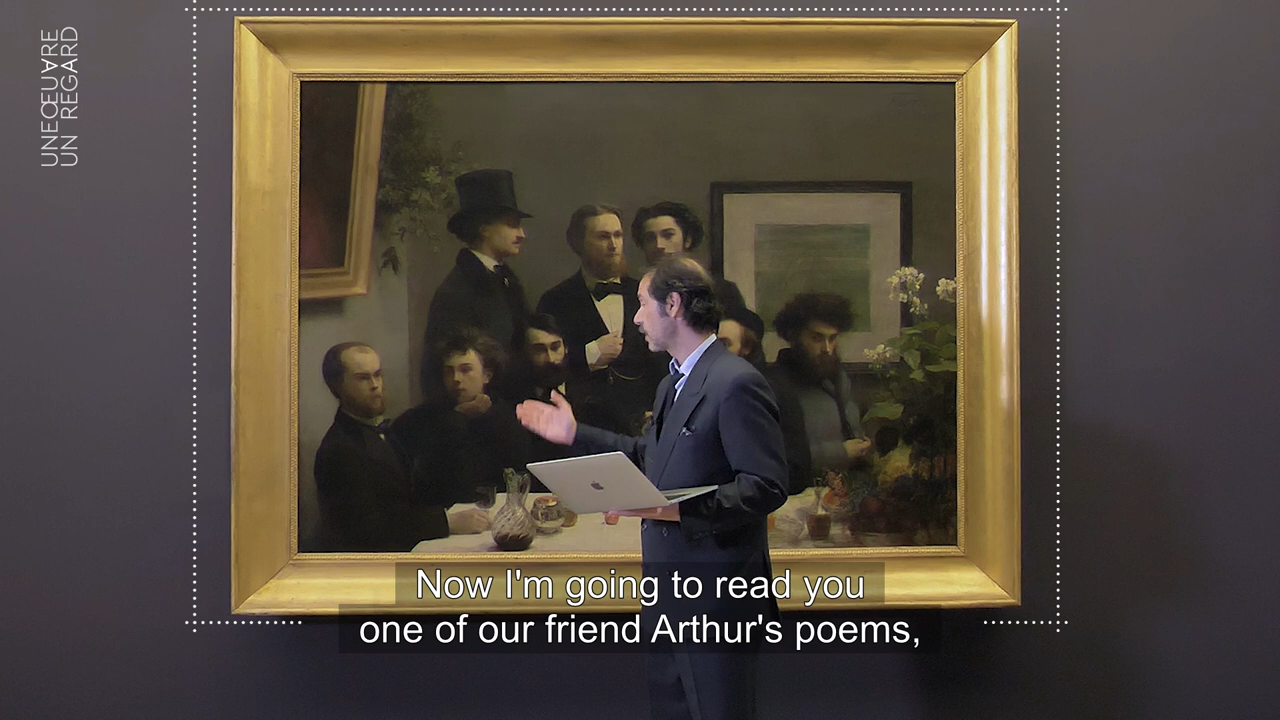 UNEŒUVRE
UN REGARD
Now I'm going to read you
one of our friend Arthur's poems,